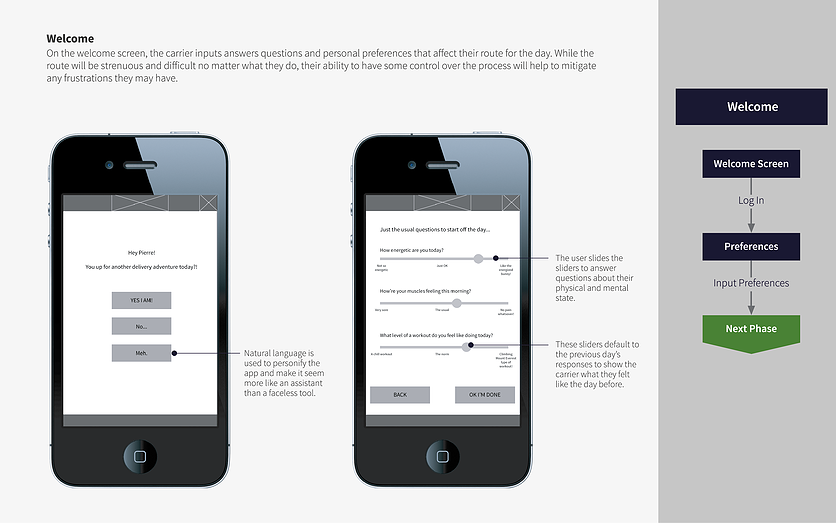 Welcome
On the welcome screen, the carrier inputs answers questions and personal preferences that affect their route for the day. While the
route will be strenuous and difficult no matter what they do, their ability to have some control over the process will help to mitigate
any frustrations they may have.
Hey Pierre!
You up for another delivery adventure today?!
YES I AM!
No...
Meh.
Natural language is
used to personify the
app and make it seem
more like an assistant
than a faceless tool.
Just the usual questions to start off the day...
How energetic are you today?
Not so
energetic
Just OK
Like the
energized
bunny!
How're your muscles feeling this morning?
Very sore
The usual
No pain
whatsoever!
What level of a workout do you feel like doing today?
A chill workout
The norm
Climbing
Mount Everest
type of
workout!
BACK
OK I'M DONE
The user slides the
sliders to answer
questions about their
physical and mental
state.
These sliders default to
the previous day's
responses to show the
carrier what they felt
like the day before.
Welcome
Welcome Screen
Log In
Preferences
Input Preferences
Next Phase